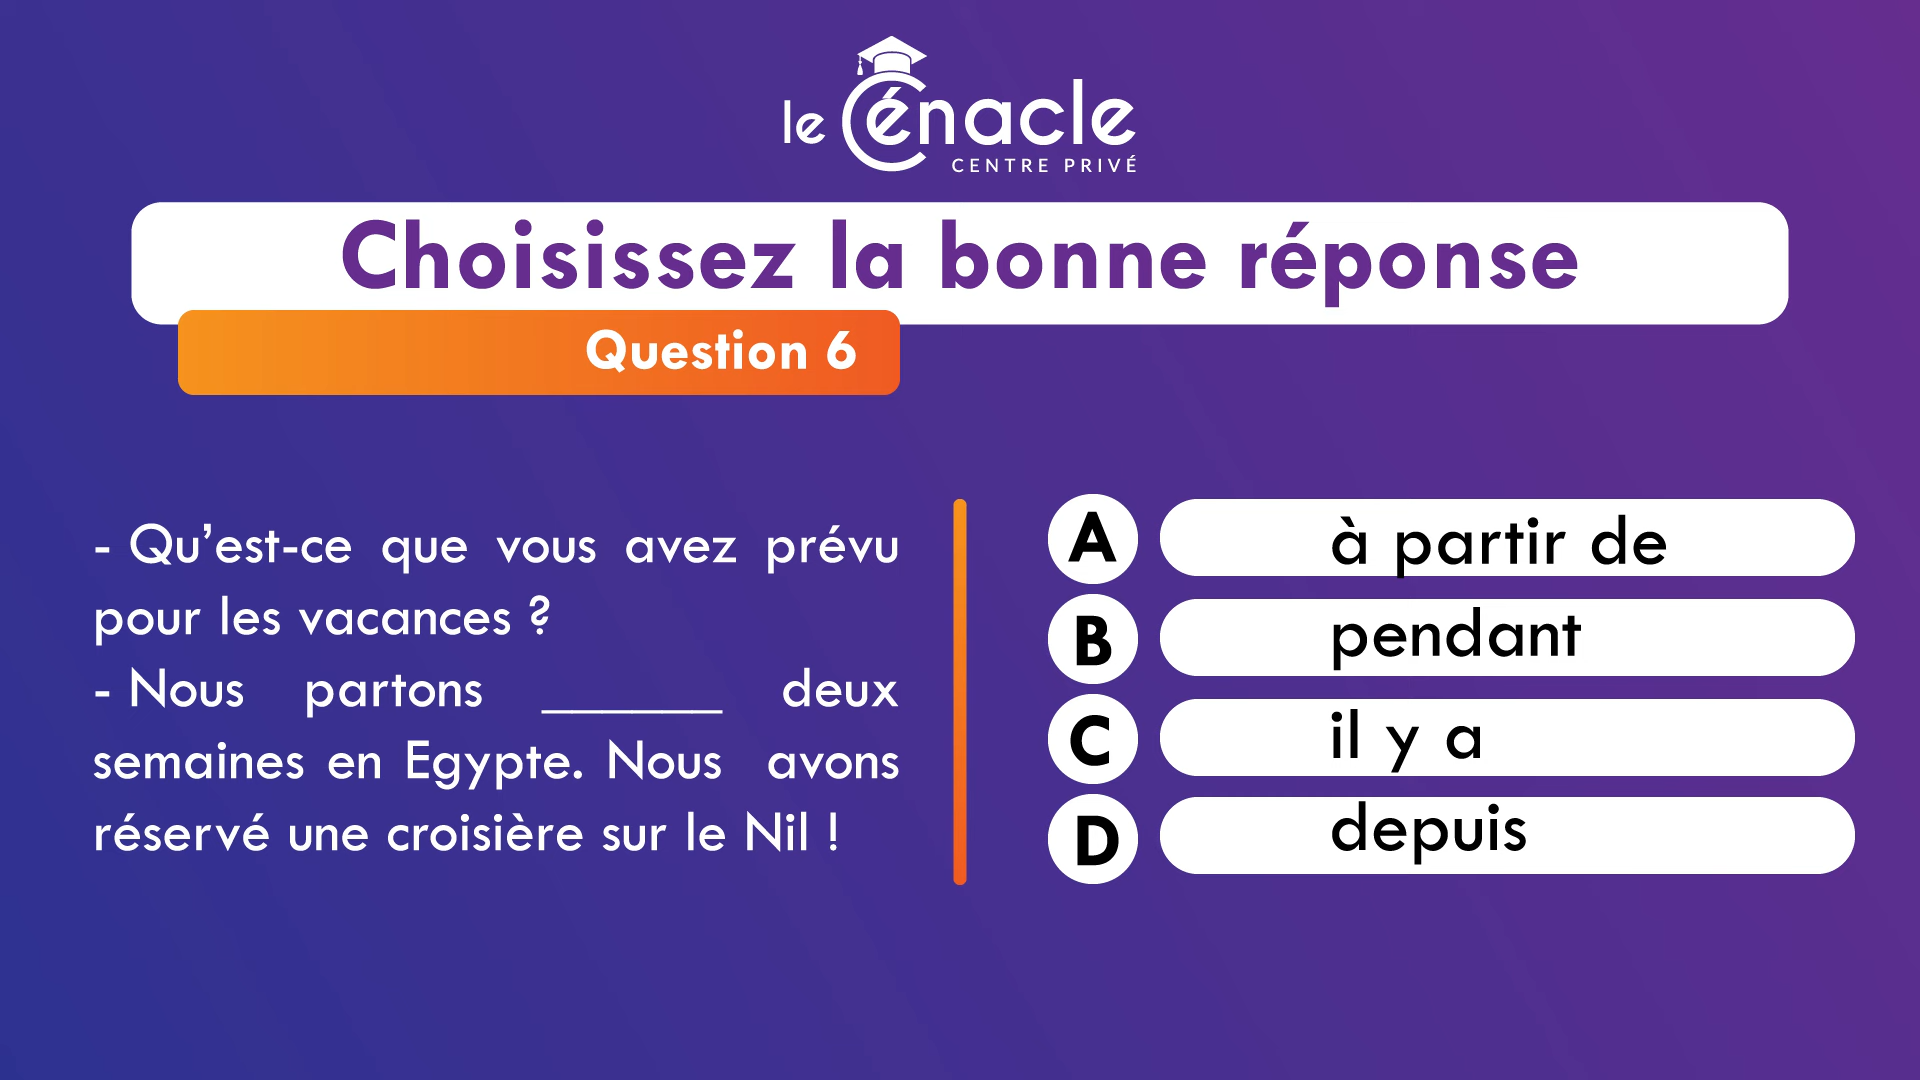 le Cénacle
CENTRE PRIVÉ
Choisissez la bonne réponse
Question 6
- Qu’est-ce que vous avez prévu
pour les vacances ?
- Nous partons ______ deux
semaines en Egypte. Nous avons
réservé une croisière sur le Nil !
A à partir de
B pendant
C il y a
D depuis